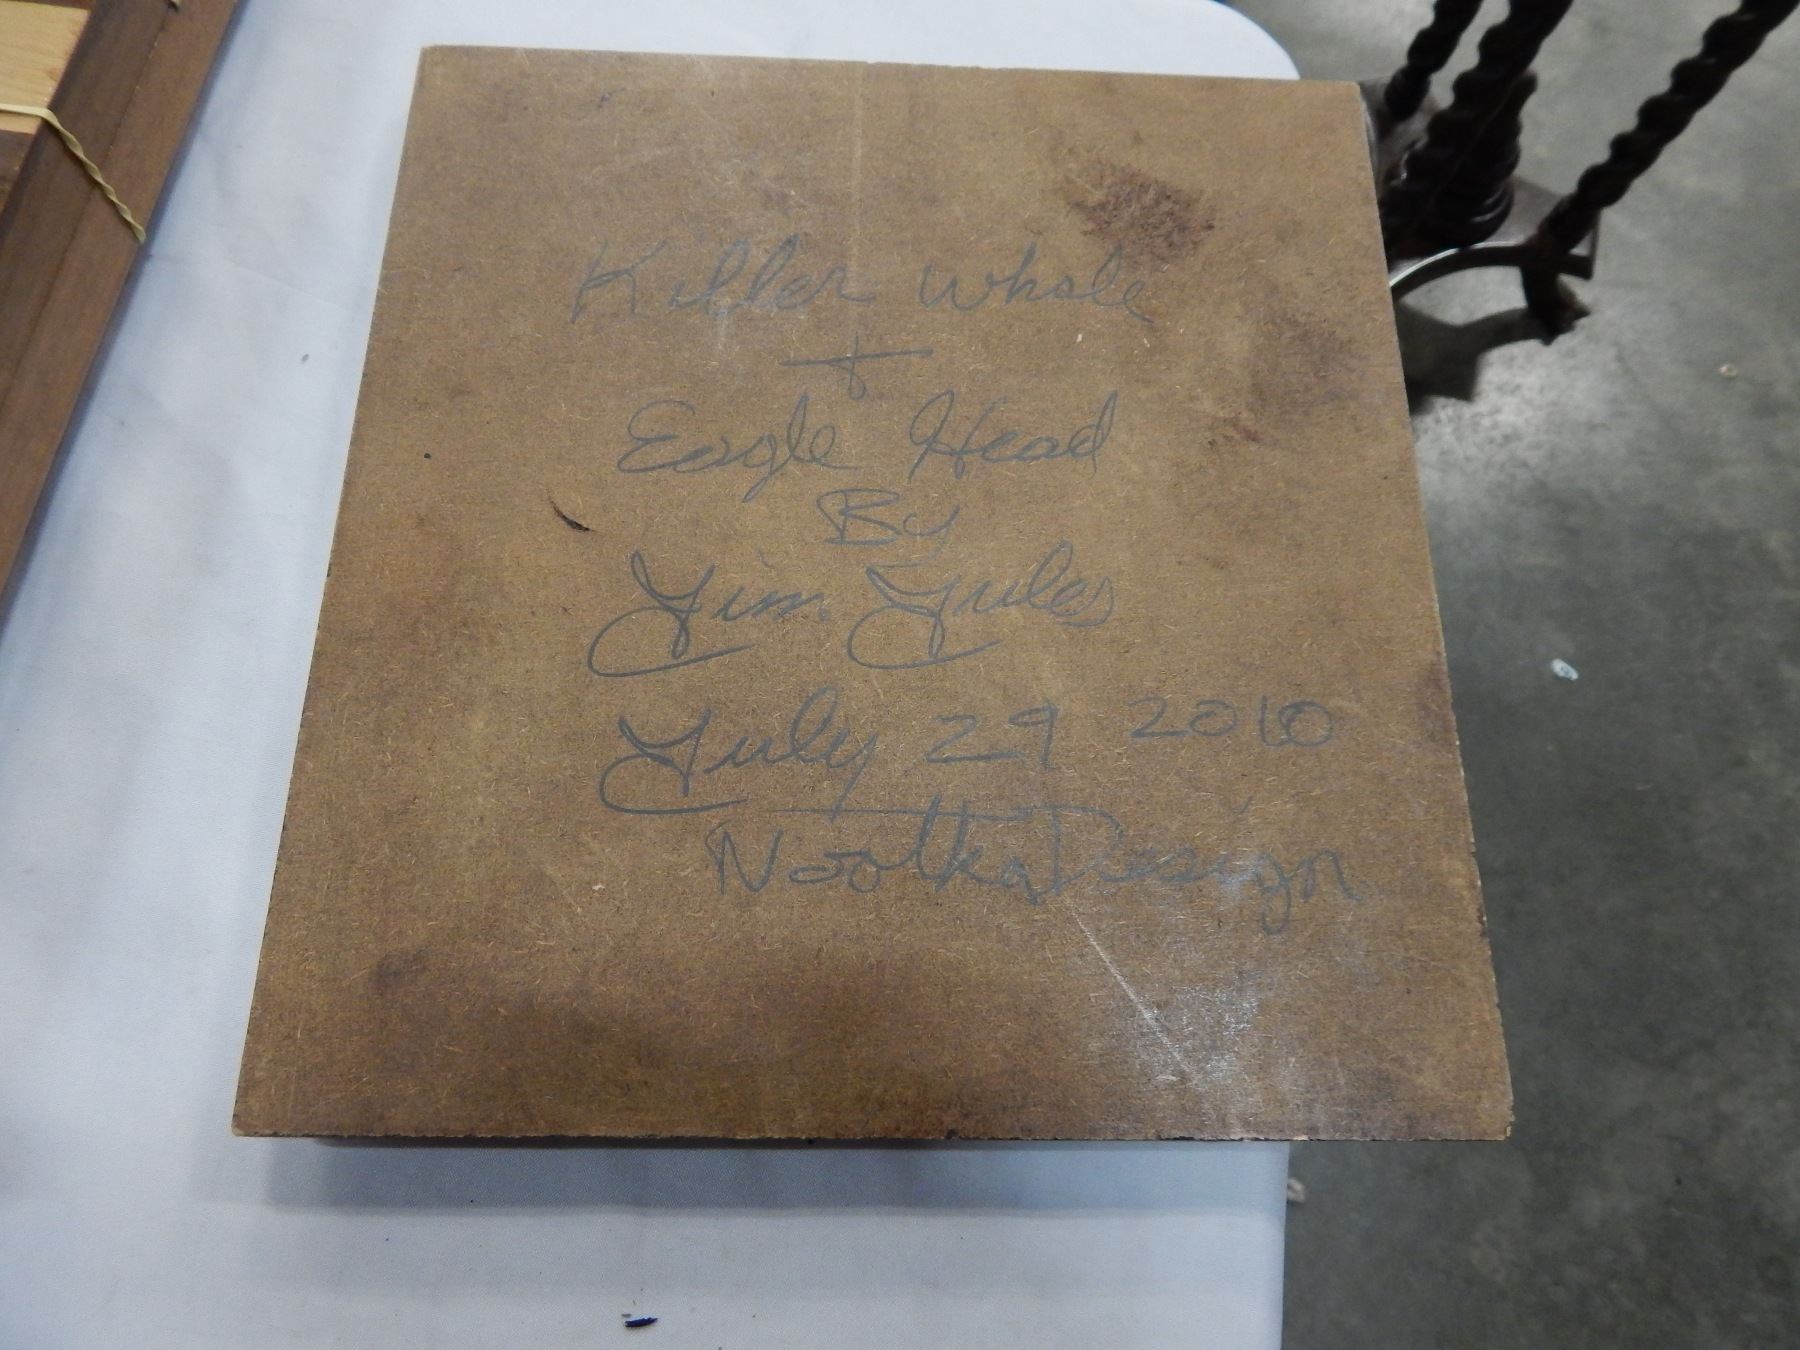 Killer Whale
+
Eagle Head
By
Jim Jules
July 29 2010
Nootka Design